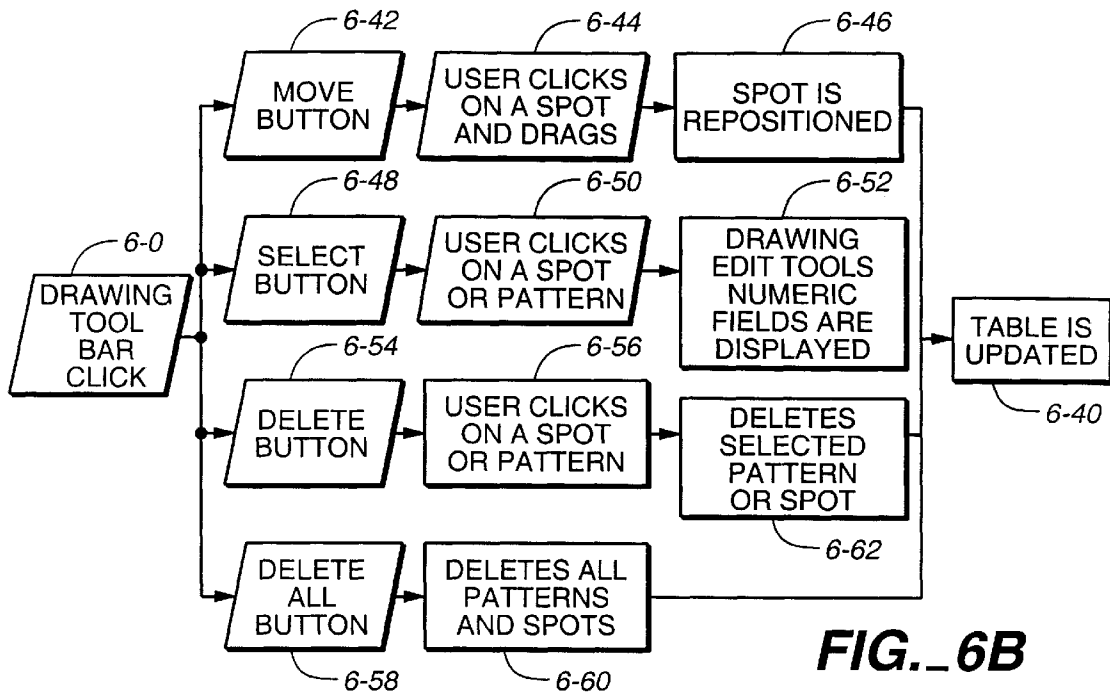 6-42
6-44
6-46
MOVE
BUTTON
USER CLICKS
ON A SPOT
AND DRAGS
SPOT IS
REPOSITIONED
6-48
6-50
6-52
6-0
SELECT
BUTTON
USER CLICKS
ON A SPOT
OR PATTERN
DRAWING
EDIT TOOLS
NUMERIC
FIELDS ARE
DISPLAYED
DRAWING
TOOL
BAR
CLICK
TABLE IS
UPDATED
6-40
6-54
6-56
DELETE
BUTTON
USER CLICKS
ON A SPOT
OR PATTERN
DELETES
SELECTED
PATTERN
OR SPOT
6-62
DELETE
ALL
BUTTON
DELETES ALL
PATTERNS
AND SPOTS
6-58
6-60
FIG._6B